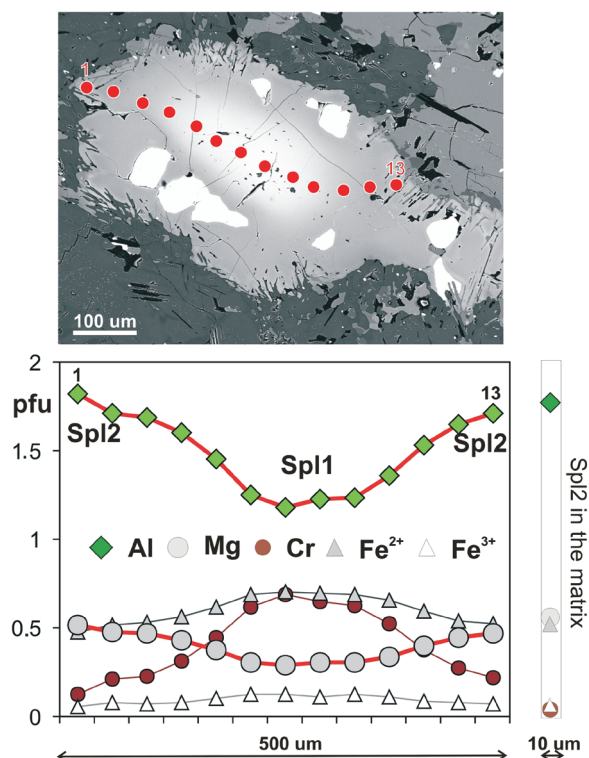 1
13
100 um
2
1
13
pfu
Spl2
Spl2
1.5
Spl1
1
Al Mg Cr Fe2+ Fe3+
0.5
0
500 um
10 um
Spl2 in the matrix